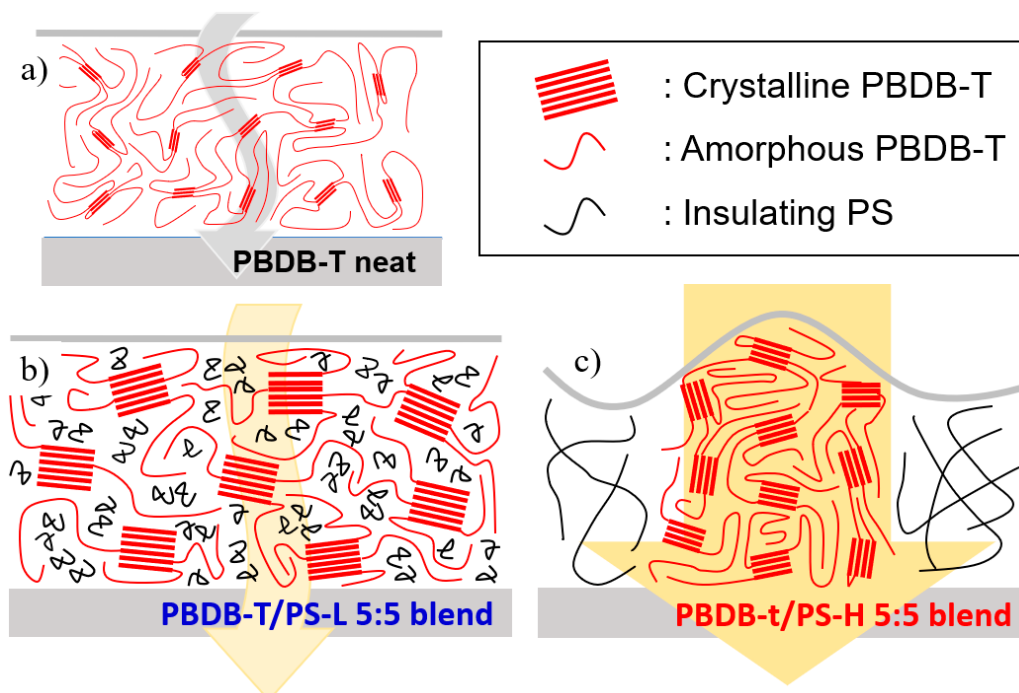 a)
: Crystalline PBDB-T
: Amorphous PBDB-T
: Insulating PS
PBDB-T neat
b)
c)
PBDB-T/PS-L 5:5 blend
PBDB-t/PS-H 5:5 blend